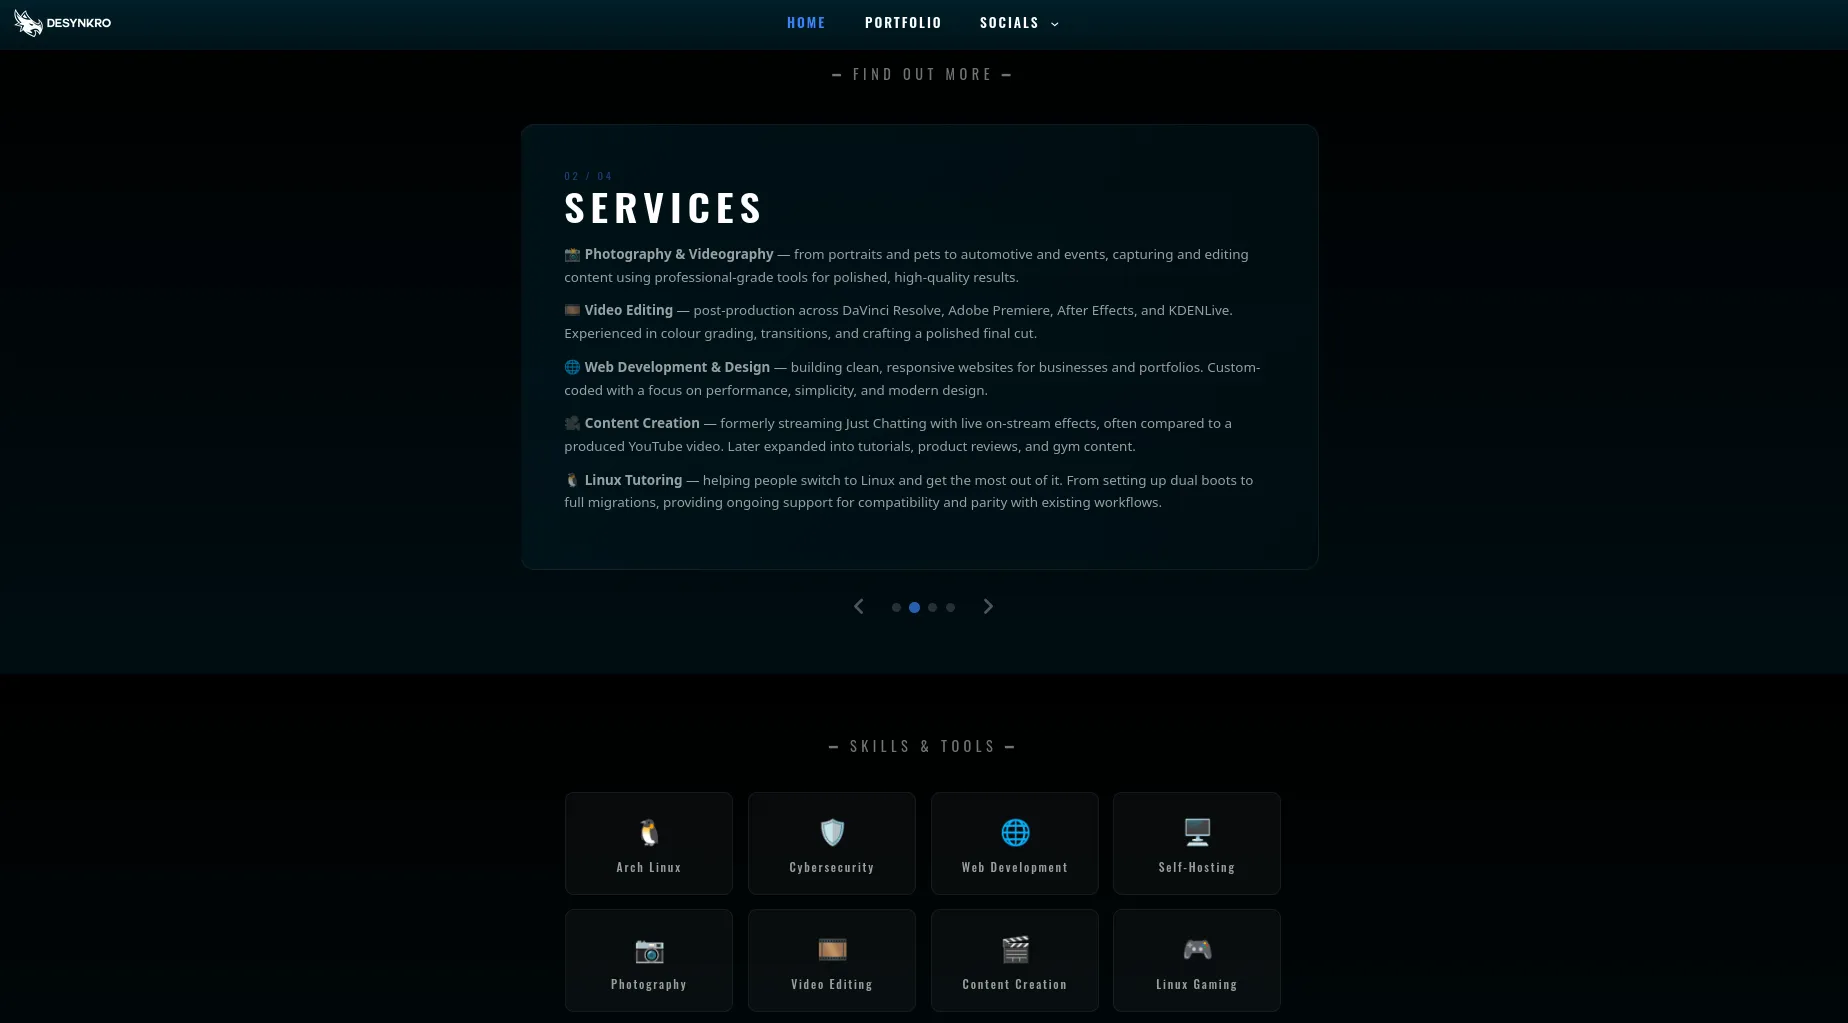 DESYNKRO
HOME PORTFOLIO SOCIALS
— FIND OUT MORE —
02 / 04
SERVICES
📸 Photography & Videography — from portraits and pets to automotive and events, capturing and editing
content using professional-grade tools for polished, high-quality results.
🎞️ Video Editing — post-production across DaVinci Resolve, Adobe Premiere, After Effects, and KDENLive.
Experienced in colour grading, transitions, and crafting a polished final cut.
🌐 Web Development & Design — building clean, responsive websites for businesses and portfolios. Custom-
coded with a focus on performance, simplicity, and modern design.
🎥 Content Creation — formerly streaming Just Chatting with live on-stream effects, often compared to a
produced YouTube video. Later expanded into tutorials, product reviews, and gym content.
🐧 Linux Tutoring — helping people switch to Linux and get the most out of it. From setting up dual boots to
full migrations, providing ongoing support for compatibility and parity with existing workflows.
— SKILLS & TOOLS —
Arch Linux
Cybersecurity
Web Development
Self-Hosting
Photography
Video Editing
Content Creation
Linux Gaming